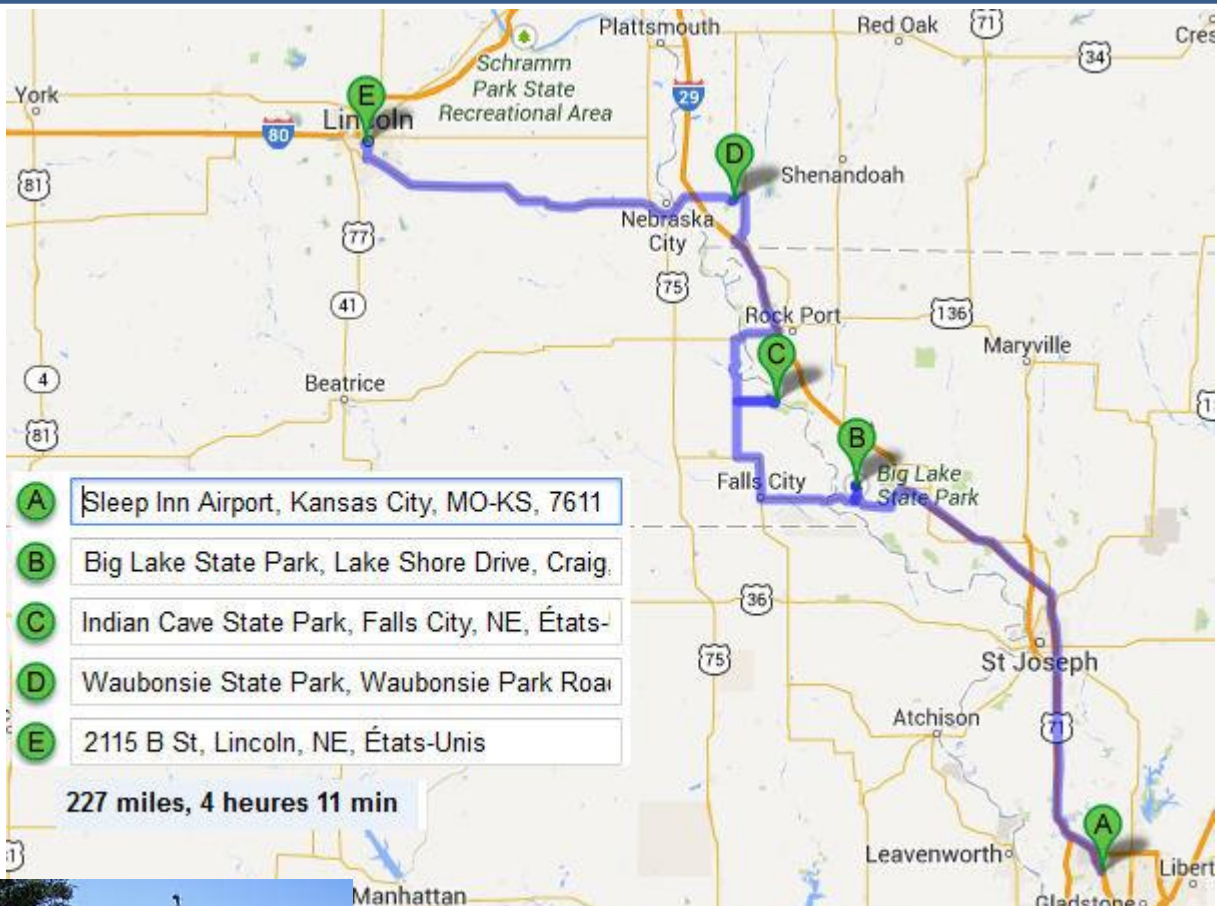 Plattsmouth
Red Oak
71
Schramm
Park State
Recreational Area
34
York
29
E
Lincoln
80
D
Shenandoah
81
Nebraska
City
77
75
41
Rock Port
136
C
Maryville
4
Beatrice
81
B
Big Lake
State Park
Falls City
A Sleep Inn Airport, Kansas City, MO-KS, 7611
B Big Lake State Park, Lake Shore Drive, Craig,
C Indian Cave State Park, Falls City, NE, États-
D Waubonsie State Park, Waubonsie Park Road
E 2115 B St, Lincoln, NE, États-Unis
227 miles, 4 heures 11 min
36
75
St Joseph
Atchison
71
A
Leavenworth
Libert
Manhattan
Gladstone